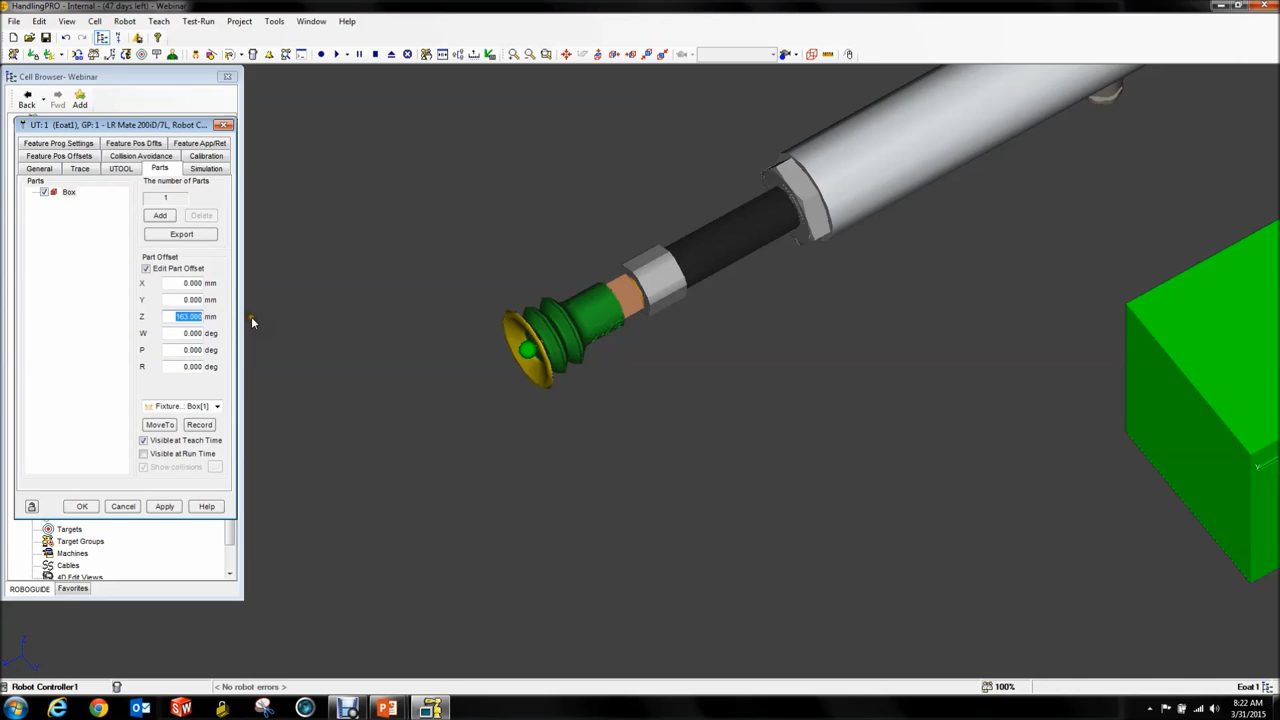 HandlingPRO - Internal - (47 days left) - Webinar
File Edit View Cell Robot Teach Test-Run Project Tools Window Help
Cell Browser- Webinar
Back Fwd Add
UT: 1 (Eoat1), GP: 1 - LR Mate 200iD/7L, Robot C...
Feature Prog Settings Feature Pos Dflts Feature App/Ret
Feature Pos Offsets Collision Avoidance Calibration
General Trace UTOOL Parts Simulation
Parts The number of Parts
Box
1
Add Delete
Export
Part Offset
Edit Part Offset
X 0.000 mm
Y 0.000 mm
Z 163.000 mm
W 0.000 deg
P 0.000 deg
R 0.000 deg
Fixture..: Box[1]
MoveTo Record
Visible at Teach Time
Visible at Run Time
Show collisions ...
OK Cancel Apply Help
Targets
Target Groups
Machines
Cables
4D Edit Views
ROBOGUIDE Favorites
Y
Z
Robot Controller1 < No robot errors > 100% Eoat1
8:22 AM
3/31/2015